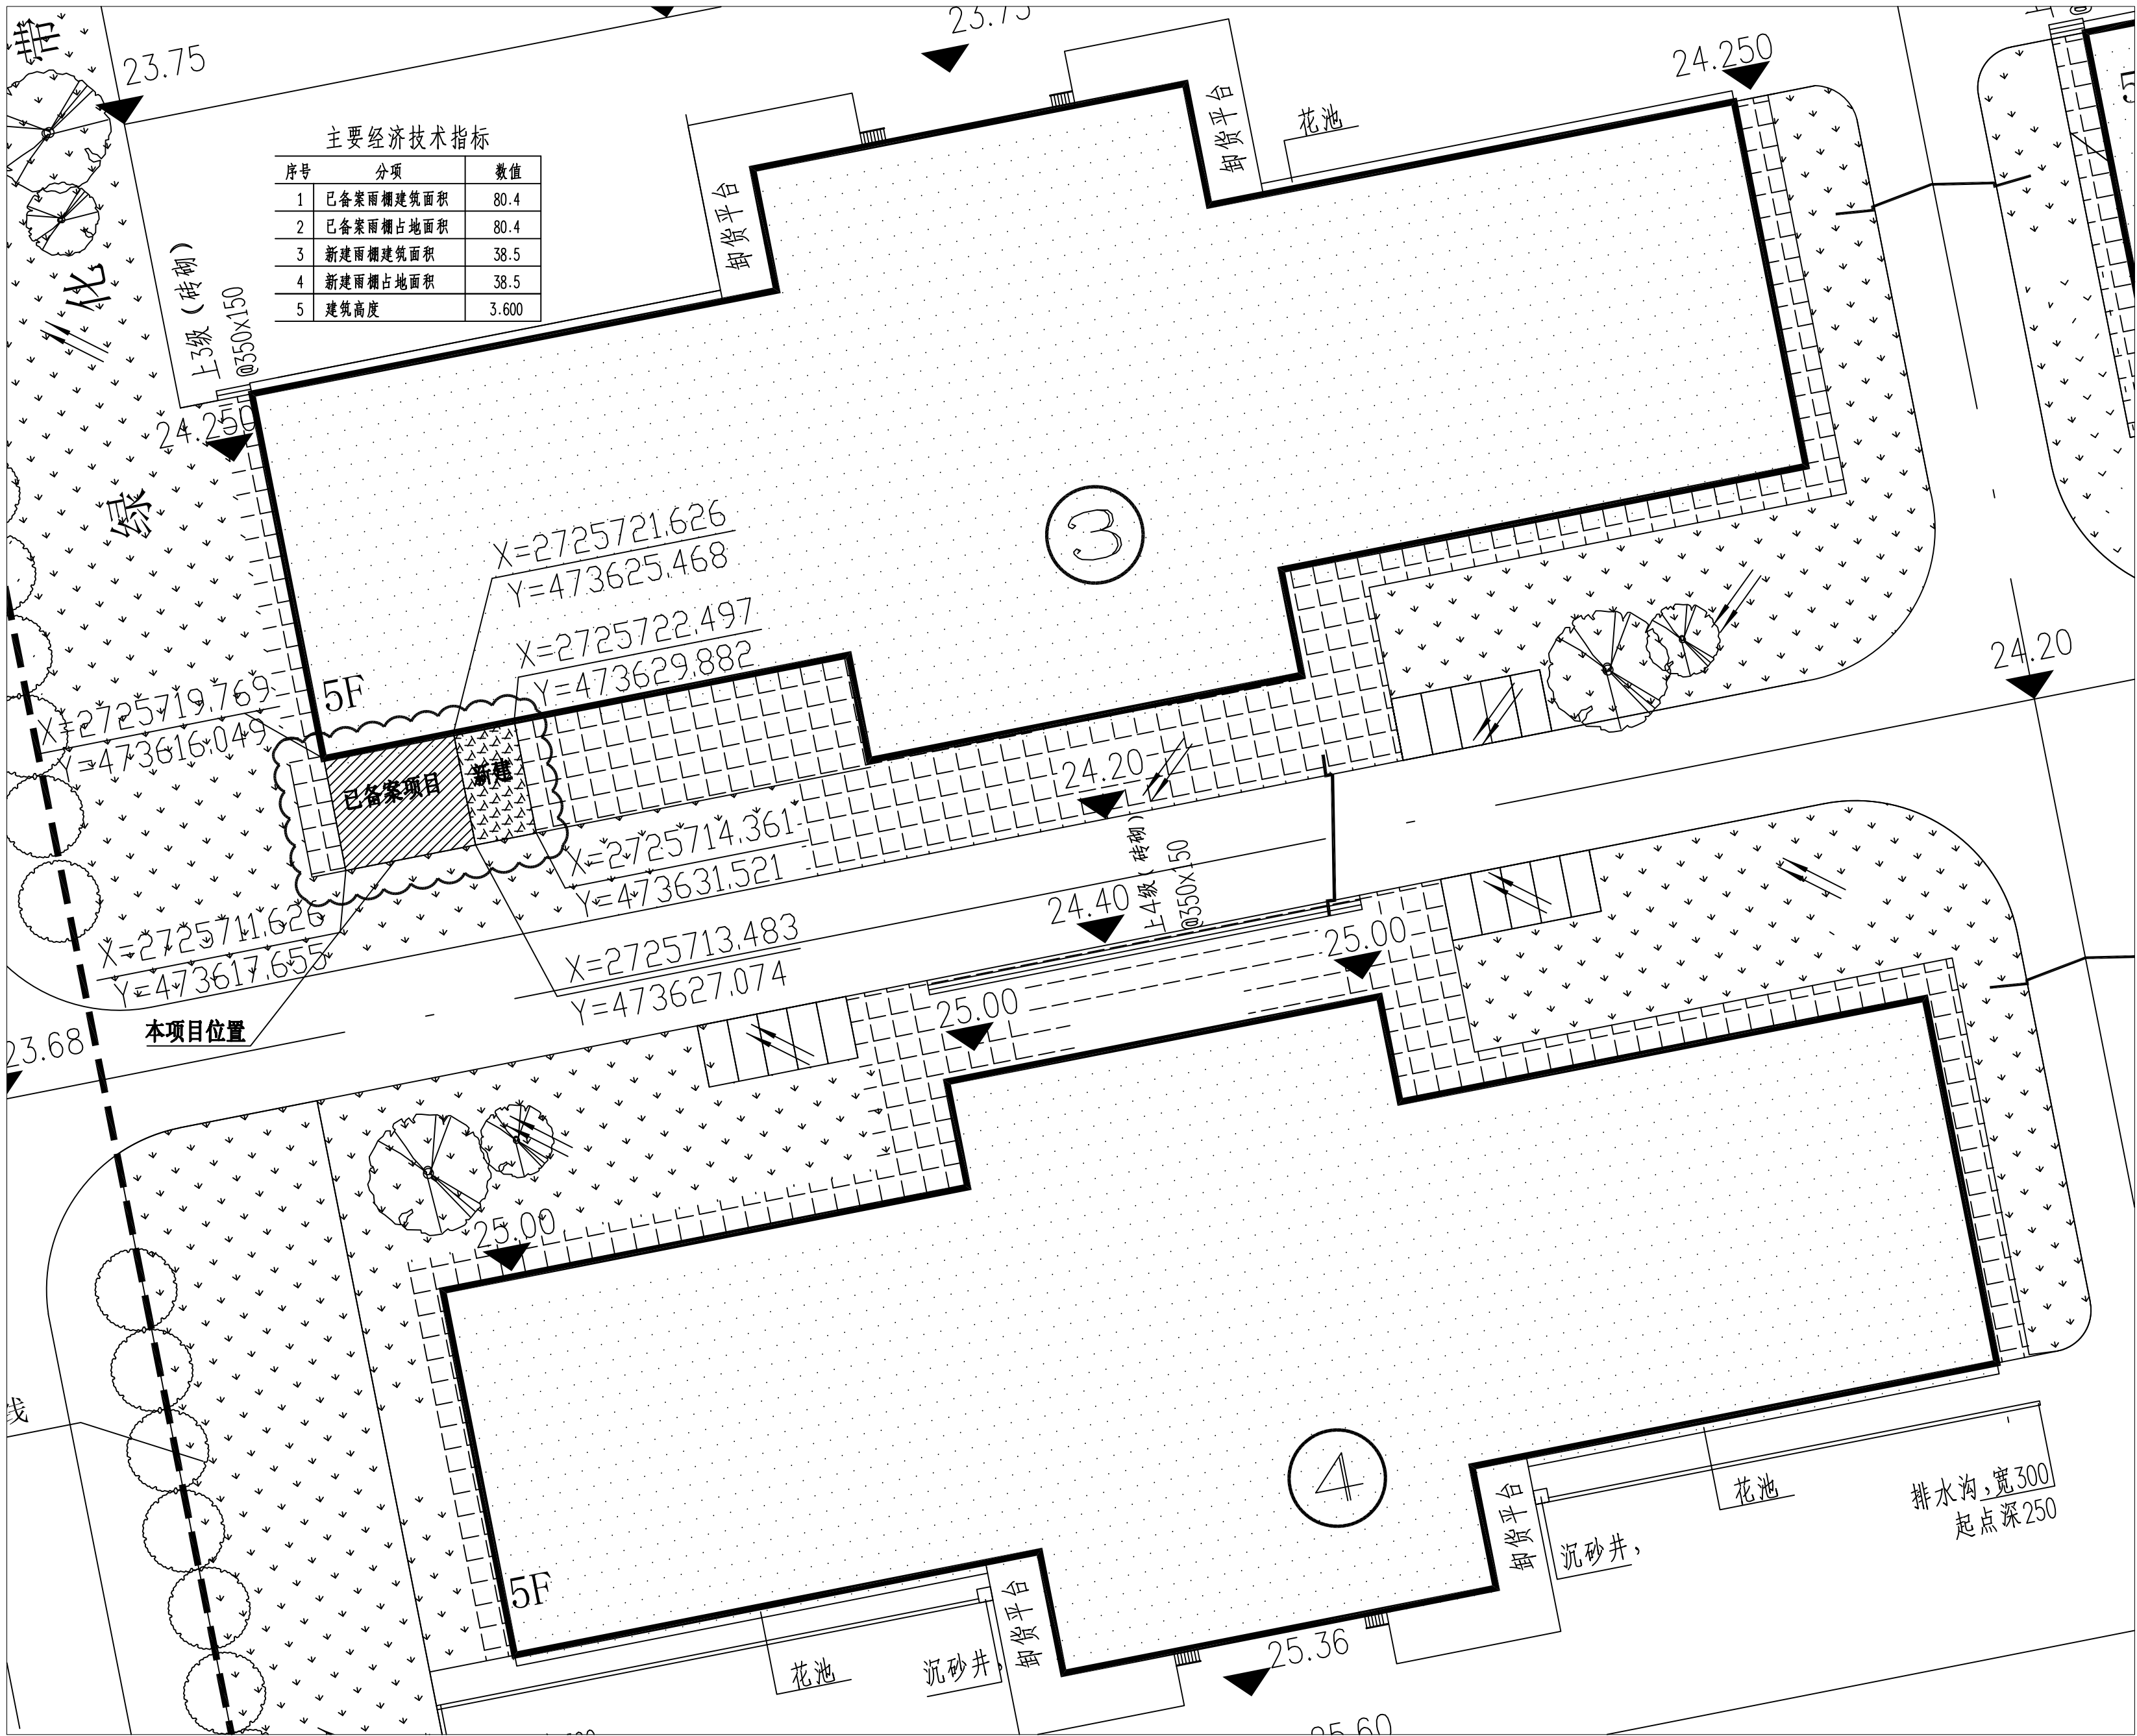 带
23.75
24.250
主要经济技术指标
序号 分项 数值
1 已备案雨棚建筑面积 80.4
2 已备案雨棚占地面积 80.4
3 新建雨棚建筑面积 38.5
4 新建雨棚占地面积 38.5
5 建筑高度 3.600
卸货平台
卸货平台
花池
化
上3级（砖砌）
@350x150
24.250
绿
3
X=2725721.626
Y=473625.468
X=2725722.497
Y=473629.882
5F
X=2725719.769
Y=473616.049
已备案项目
新建
24.20
24.20
X=2725714.361
Y=473631.521
上4级（砖砌）
@350x150
24.40
X=2725711.626
Y=473617.655
X=2725713.483
Y=473627.074
25.00
25.00
本项目位置
23.68
25.00
线
4
5F
卸货平台
花池
排水沟,宽300
起点深250
沉砂井,
卸货平台
花池
沉砂井,
25.36